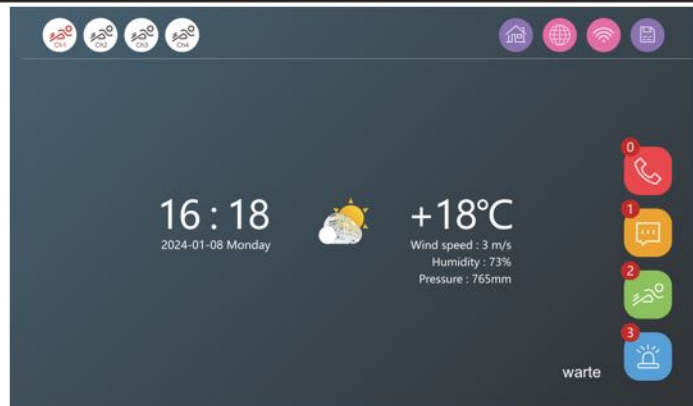 Ch1 Ch2 Ch3 Ch4
16 : 18
2024-01-08 Monday
+18°C
Wind speed : 3 m/s
Humidity : 73%
Pressure : 765mm
0
1
2
3
warte